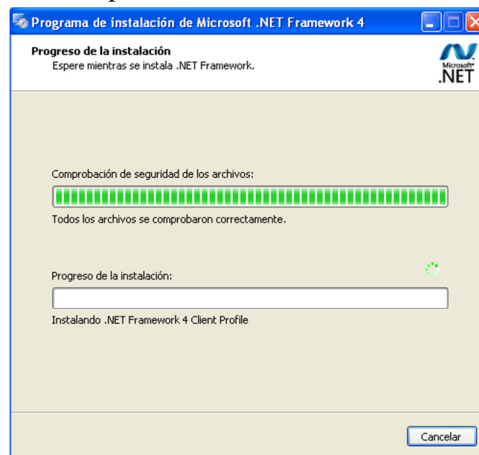 Programa de instalación de Microsoft .NET Framework 4
Progreso de la instalación
Espere mientras se instala .NET Framework.
Microsoft
.NET
Comprobación de seguridad de los archivos:
Todos los archivos se comprobaron correctamente.
Progreso de la instalación:
Instalando .NET Framework 4 Client Profile
Cancelar